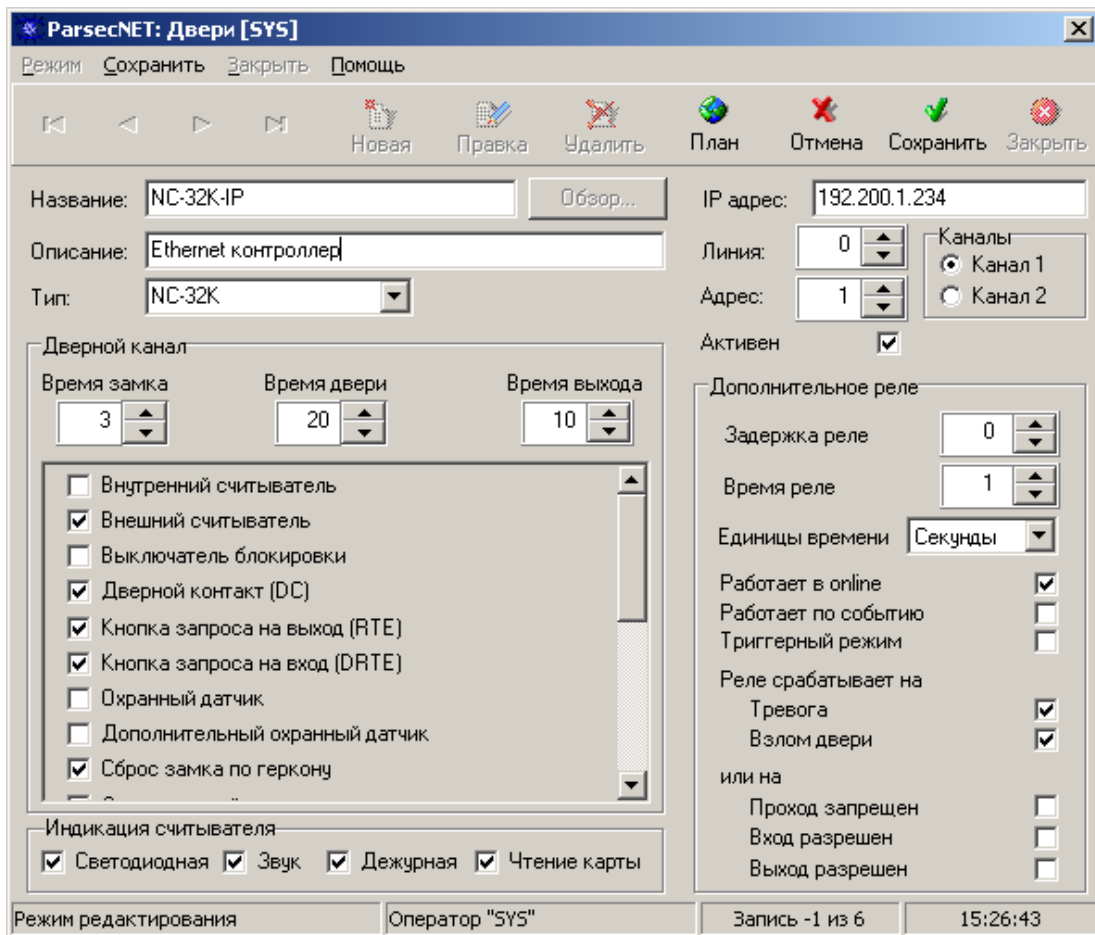 ParsecNET: Двери [SYS]
Режим Сохранить Закрыть Помощь
Новая Правка Удалить План Отмена Сохранить Закрыть
Название: NC-32K-IP Обзор... IP адрес: 192.200.1.234
Описание: Ethernet контроллер Линия: 0 Каналы
Канал 1
Тип: NC-32K Адрес: 1 Канал 2
Активен
Дверной канал
Время замка Время двери Время выхода
3 20 10
Внутренний считыватель
Внешний считыватель
Выключатель блокировки
Дверной контакт (DC)
Кнопка запроса на выход (RTE)
Кнопка запроса на вход (DRTE)
Охранный датчик
Дополнительный охранный датчик
Сброс замка по геркону
Индикация считывателя
Светодиодная Звук Дежурная Чтение карты
Дополнительное реле
Задержка реле 0
Время реле 1
Единицы времени Секунды
Работает в online
Работает по событию
Триггерный режим
Реле срабатывает на
Тревога
Взлом двери
или на
Проход запрещен
Вход разрешен
Выход разрешен
Режим редактирования Оператор "SYS" Запись -1 из 6 15:26:43